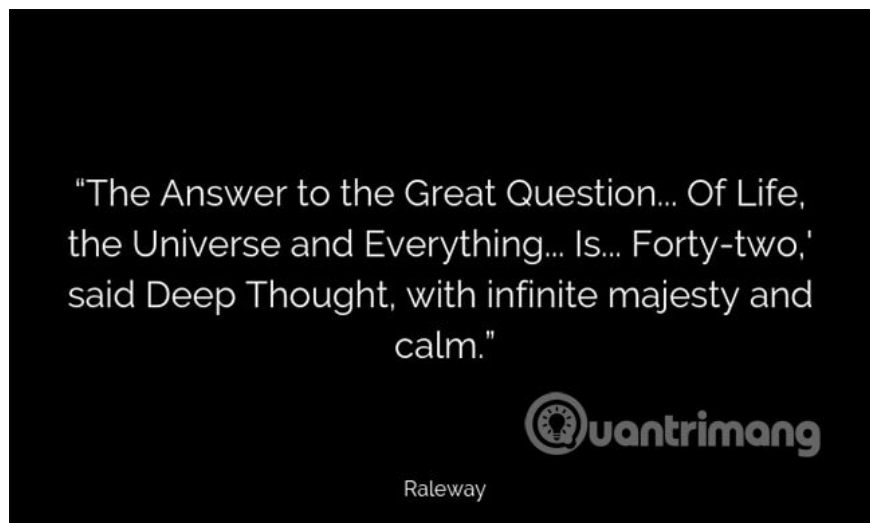 “The Answer to the Great Question... Of Life,
the Universe and Everything... Is... Forty-two,'
said Deep Thought, with infinite majesty and
calm.”
Quantrimang
Raleway